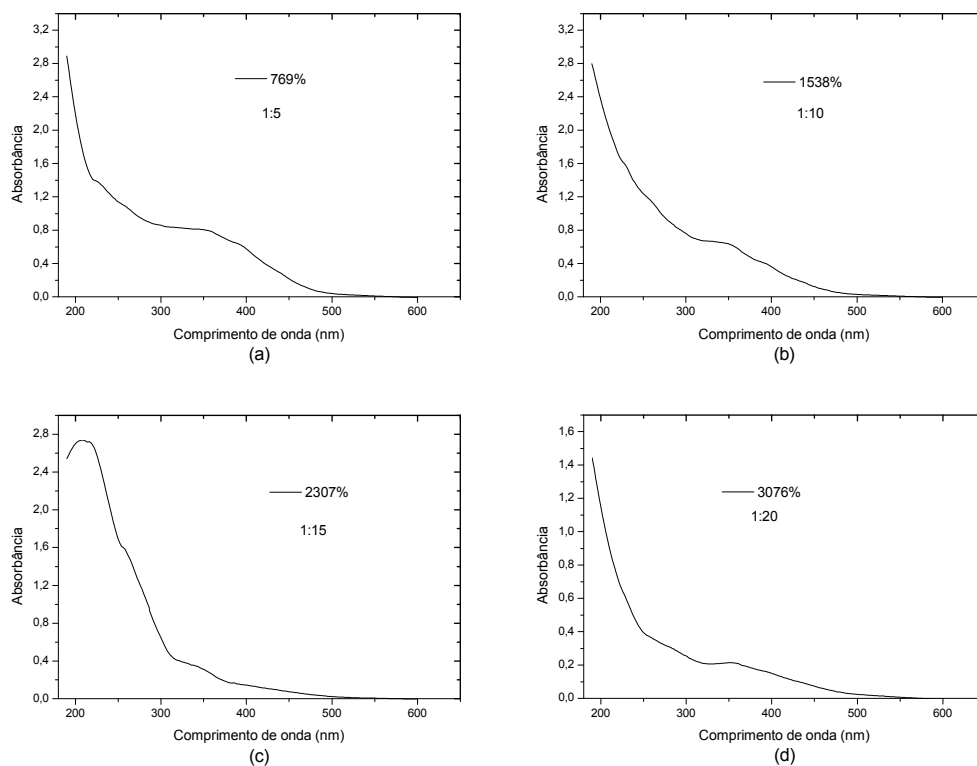 3,2
2,8
2,4
2,0
1,6
1,2
0,8
0,4
0,0
Absorbância
769%
1:5
200 300 400 500 600
Comprimento de onda (nm)
(a)
3,2
2,8
2,4
2,0
1,6
1,2
0,8
0,4
0,0
Absorbância
1538%
1:10
200 300 400 500 600
Comprimento de onda (nm)
(b)
2,8
2,4
2,0
1,6
1,2
0,8
0,4
0,0
Absorbância
2307%
1:15
200 300 400 500 600
Comprimento de onda (nm)
(c)
1,6
1,4
1,2
1,0
0,8
0,6
0,4
0,2
0,0
Absorbância
3076%
1:20
200 300 400 500 600
Comprimento de onda (nm)
(d)